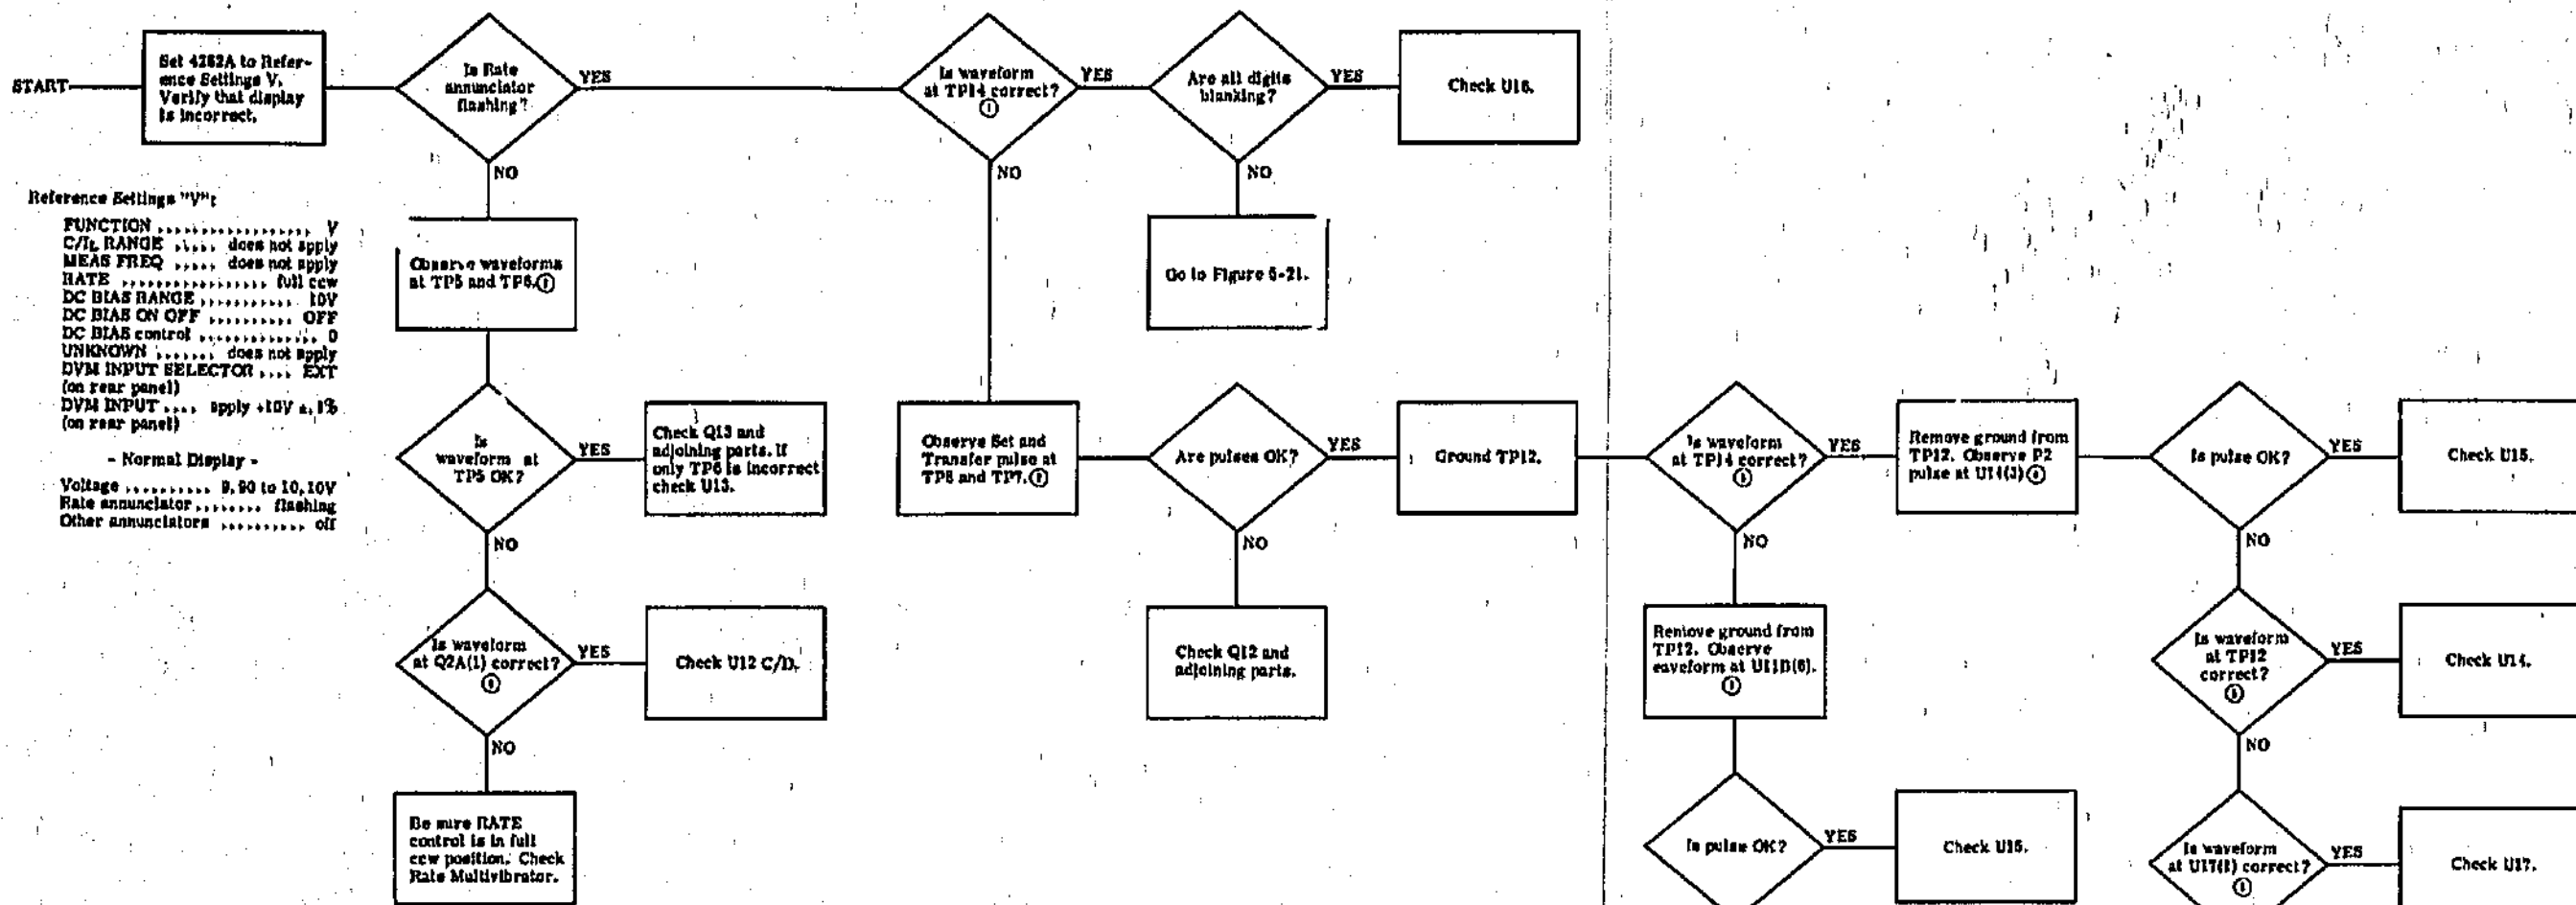 START
Set 4282A to Refer-
ence Settings V.
Verify that display
is incorrect.
Is Rate
annunciator
flashing?
YES
NO
Is waveform
at TP14 correct?
YES
NO
Are all digits
blanking?
YES
NO
Check U16.
Reference Settings "V":
FUNCTION .................. V
C/IL RANGE ..... does not apply
MEAS FREQ ..... does not apply
RATE ................ full ccw
DC BIAS RANGE ........... 10V
DC BIAS ON OFF .......... OFF
DC BIAS control .............. 0
UNKNOWN ....... does not apply
DVM INPUT SELECTOR .... EXT
(on rear panel)
DVM INPUT .... apply +10V ±.1%
(on rear panel)
- Normal Display -
Voltage .......... 9.90 to 10.10V
Rate annunciator ........ flashing
Other annunciators .......... off
Observe waveforms
at TP5 and TP6.
Go to Figure
Is
waveform at
TP5 OK?
YES
NO
Check Q13 and
adjoining parts. If
only TP6 is incorrect
check U13.
Observe Set and
Transfer pulse at
and TP7.
Are pulses OK?
YES
NO
Ground TP12.
Is waveform
at TP14 correct?
YES
NO
Remove ground from
TP12. Observe P2
pulse at U14(3)
Is pulse OK?
YES
NO
Check U15.
Is waveform
at Q2A(1) correct?
YES
NO
Check U12 C/D.
Check Q12 and
adjoining parts.
Remove ground from
TP12. Observe
eaveform at U11B(6).
Is waveform
at TP12
correct?
YES
NO
Check U14.
Be sure RATE
control is in full
ccw position. Check
Rate Multivibrator.
Is pulse OK?
YES
Check
Is waveform
at U17(1) correct?
YES
Check U17.